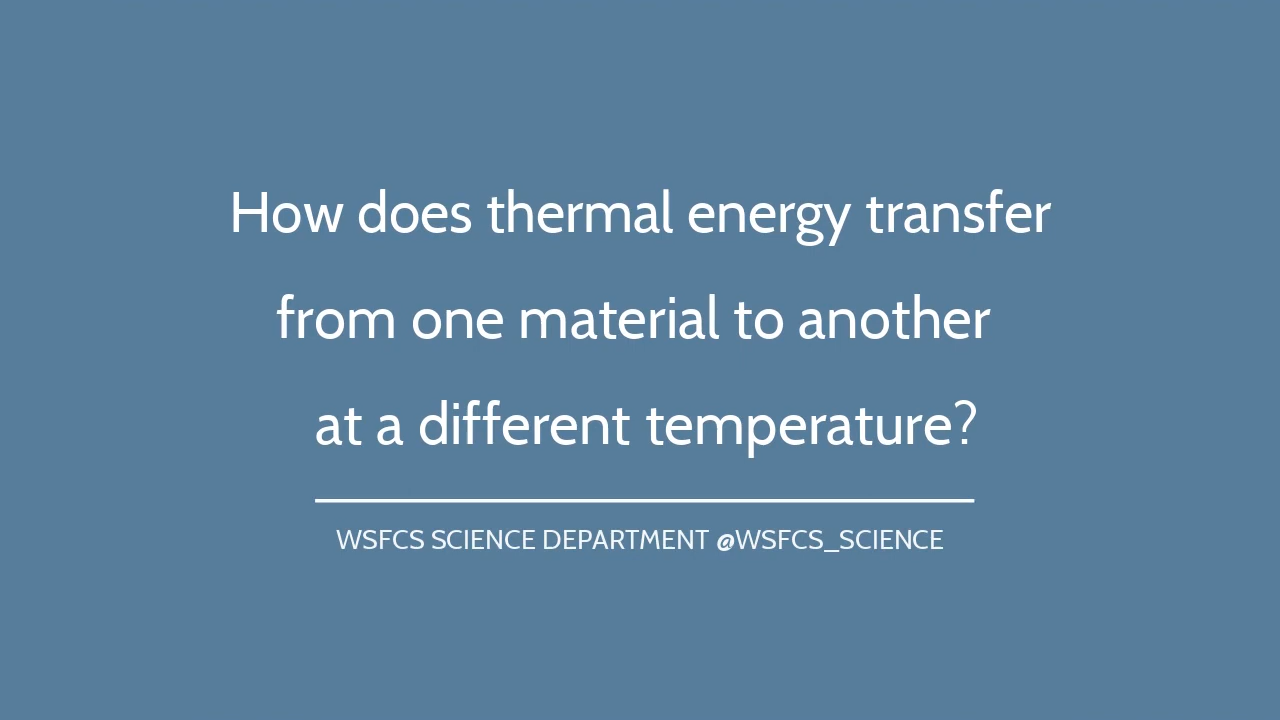 How does thermal energy transfer
from one material to another
at a different temperature?
WSFCS SCIENCE DEPARTMENT @WSFCS_SCIENCE